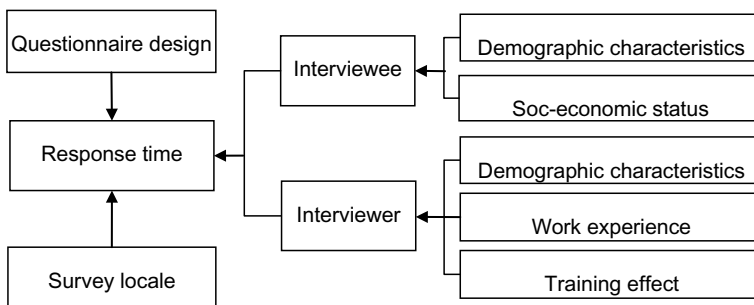 Questionnaire design
Response time
Survey locale
Interviewee
Interviewer
Demographic characteristics
Soc-economic status
Demographic characteristics
Work experience
Training effect